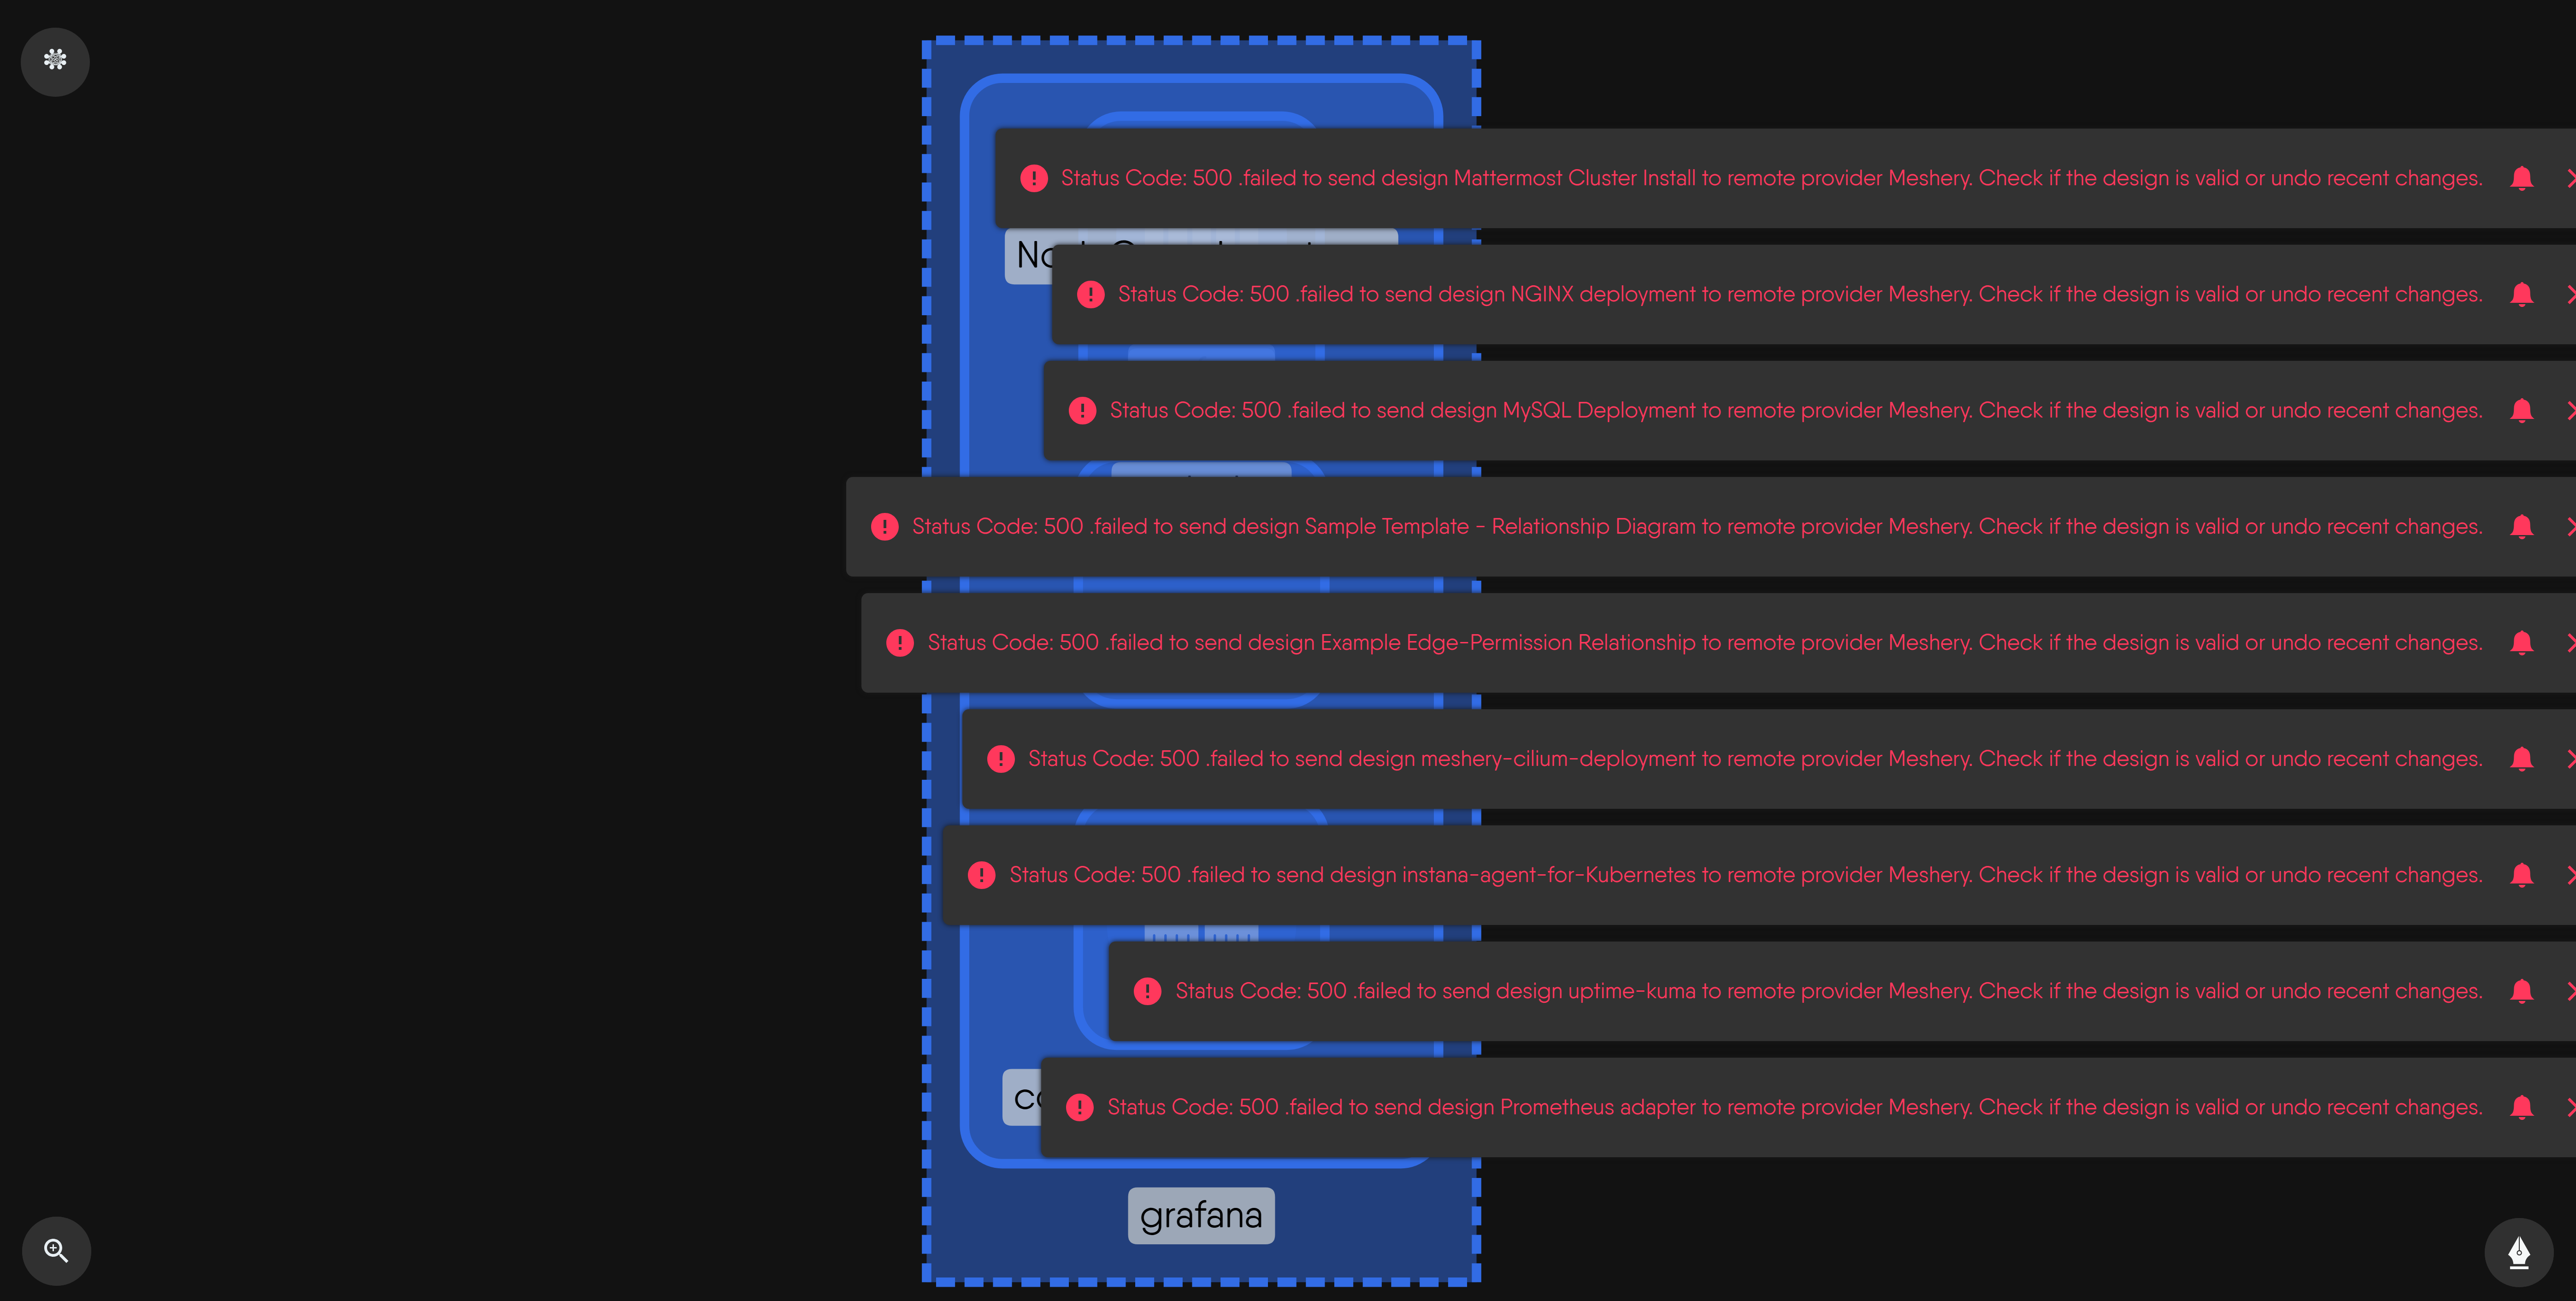 Status Code: 500 .failed to send design Mattermost Cluster Install to remote provider Meshery. Check if the design is valid or undo recent changes.
Status Code: 500 .failed to send design NGINX deployment to remote provider Meshery. Check if the design is valid or undo recent changes.
Status Code: 500 .failed to send design MySQL Deployment to remote provider Meshery. Check if the design is valid or undo recent changes.
Status Code: 500 .failed to send design Sample Template - Relationship Diagram to remote provider Meshery. Check if the design is valid or undo recent changes.
Status Code: 500 .failed to send design Example Edge-Permission Relationship to remote provider Meshery. Check if the design is valid or undo recent changes.
Status Code: 500 .failed to send design meshery-cilium-deployment to remote provider Meshery. Check if the design is valid or undo recent changes.
Status Code: 500 .failed to send design instana-agent-for-Kubernetes to remote provider Meshery. Check if the design is valid or undo recent changes.
Status Code: 500 .failed to send design uptime-kuma to remote provider Meshery. Check if the design is valid or undo recent changes.
Status Code: 500 .failed to send design Prometheus adapter to remote provider Meshery. Check if the design is valid or undo recent changes.
grafana